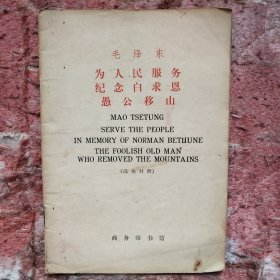 毛泽东
为人民服务
纪念白求恩
愚公移山
MAO TSETUNG
SERVE THE PEOPLE
IN MEMORY OF NORMAN BETHUNE
THE FOOLISH OLD MAN
WHO REMOVED THE MOUNTAINS
(汉英对照)
商务印书馆